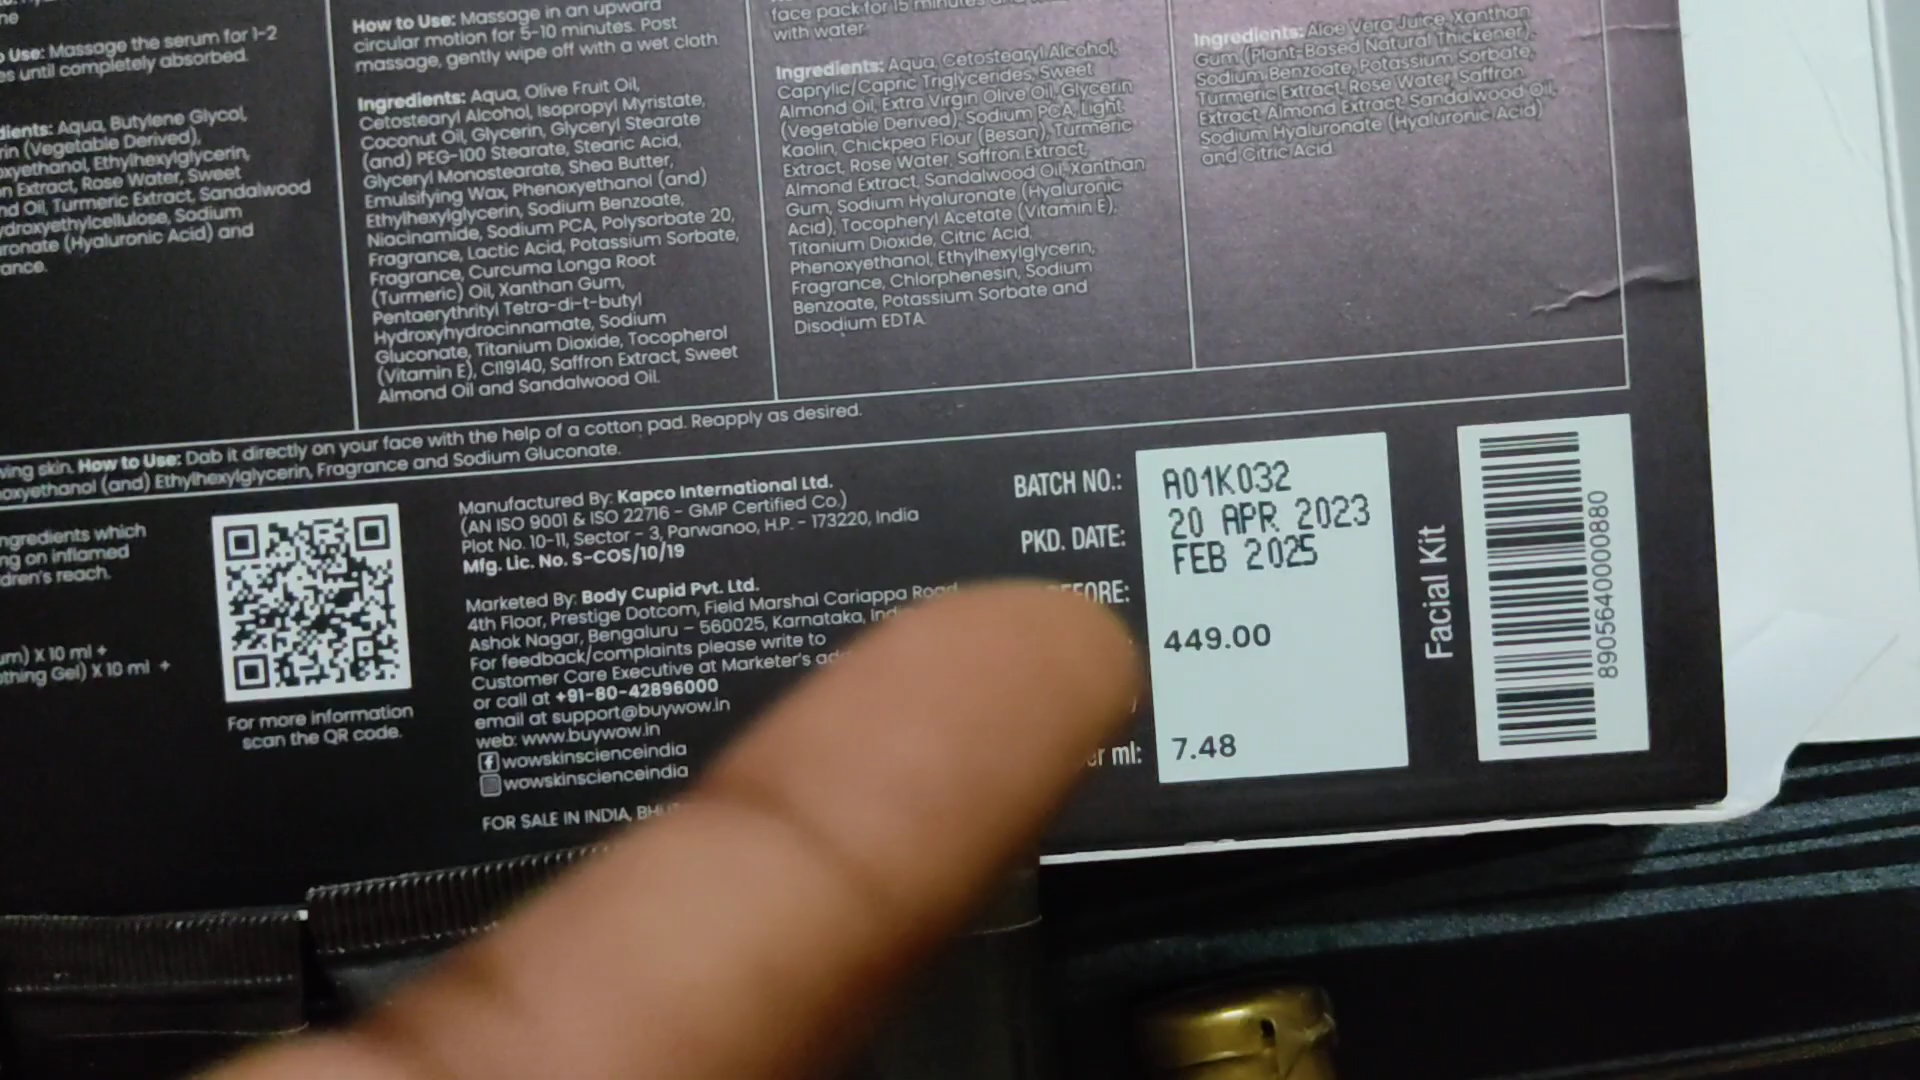 Use: Massage the serum for 1-2
until completely absorbed.
Aqua, Butylene Glycol,
(Vegetable Derived),
Ethylhexylglycerin,
Extract, Rose Water, Sweet
Oil, Turmeric Extract, Sandalwood
Sodium
(Hyaluronic Acid) and
How to Use: Massage in an upward
circular motion for 5-10 minutes. Post
massage, gently wipe off with a wet cloth
Ingredients: Aqua, Olive Fruit Oil,
Cetostearyl Alcohol, Isopropyl Myristate,
Coconut Oil, Glycerin, Glyceryl Stearate
(and) PEG-100 Stearate, Stearic Acid,
Glyceryl Monostearate, Shea Butter,
Emulsifying Wax, Phenoxyethanol (and)
Ethylhexylglycerin, Sodium Benzoate,
Niacinamide, Sodium PCA, Polysorbate 20,
Fragrance, Lactic Acid, Potassium Sorbate,
Fragrance, Curcuma Longa Root
(Turmeric) Oil, Xanthan Gum,
Pentaerythrityl Tetra-di-t-butyl
Hydroxyhydrocinnamate, Sodium
Gluconate, Titanium Dioxide, Tocopherol
(Vitamin E), CI19140, Saffron Extract, Sweet
Almond Oil and Sandalwood Oil.
face pack for 15 minutes
with water.
Ingredients: Aqua, Cetostearyl Alcohol,
Caprylic/Capric Triglycerides, Sweet
Almond Oil, Extra Virgin Olive Oil, Glycerin
(Vegetable Derived), Sodium PCA, Light
Kaolin, Chickpea Flour (Besan), Turmeric
Extract, Rose Water, Saffron Extract,
Almond Extract, Sandalwood Oil, Xanthan
Gum, Sodium Hyaluronate (Hyaluronic
Acid), Tocopheryl Acetate (Vitamin E),
Titanium Dioxide, Citric Acid,
Phenoxyethanol, Ethylhexylglycerin,
Fragrance, Chlorphenesin, Sodium
Benzoate, Potassium Sorbate and
Disodium EDTA.
Ingredients: Aloe Vera Juice, Xanthan
Gum (Plant-Based Natural Thickener),
Sodium Benzoate, Potassium Sorbate,
Turmeric Extract, Rose Water, Saffron
Extract, Almond Extract, Sandalwood Oil,
Sodium Hyaluronate (Hyaluronic Acid)
and Citric Acid.
skin. How to Use: Dab it directly on your face with the help of a cotton pad. Reapply as desired.
(and) Ethylhexylglycerin, Fragrance and Sodium Gluconate.
which
on inflamed
reach.
X 10 ml +
Gel) X 10 ml +
For more information
scan the QR code.
Manufactured By: Kapco International Ltd.
(AN ISO 9001 & ISO 22716 - GMP Certified Co.)
Plot No. 10-11, Sector - 3, Parwanoo, H.P. - 173220, India
Mfg. Lic. No. S-COS/10/19
Marketed By: Body Cupid Pvt. Ltd.
4th Floor, Prestige Dotcom, Field Marshal Cariappa Road
Ashok Nagar, Bengaluru – 560025, Karnataka,
For feedback/complaints please write to
Customer Care Executive at Marketer's
or call at +91-80-42896000
email at support@buywow.in
web: www.buywow.in
wowskinscienceindia
wowskinscienceindia
FOR SALE IN INDIA,
BATCH NO.: A01K032
PKD. DATE: 20 APR 2023
FEB 2025
449.00
ml: 7.48
Facial Kit
8905640000880